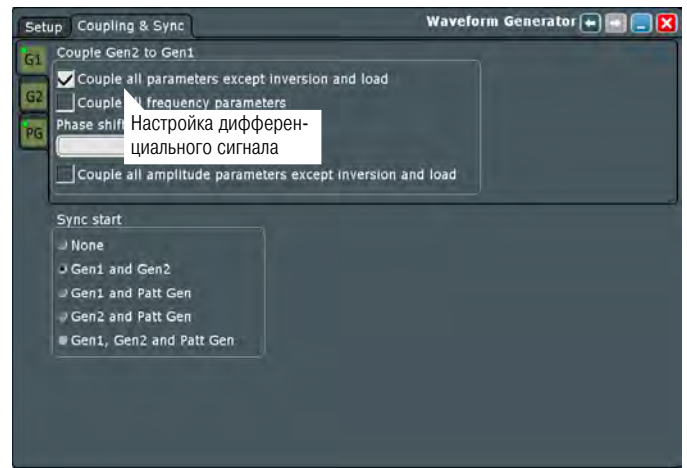 Setup
Coupling & Sync
Waveform Generator
G1
G2
PG
Couple Gen2 to Gen1
Couple all parameters except inversion and load
Couple all frequency parameters
Phase shift
Настройка дифферен-
циального сигнала
Couple all amplitude parameters except inversion and load
Sync start
None
Gen1 and Gen2
Gen1 and Patt Gen
Gen2 and Patt Gen
Gen1, Gen2 and Patt Gen